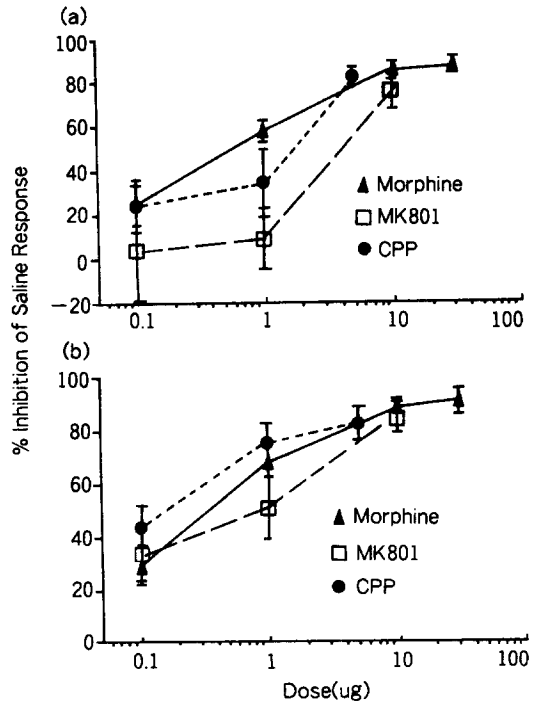 (a)
% Inhibition of Saline Response
100
80
60
40
20
0
−20
▲ Morphine
□ MK801
● CPP
0.1 1 10 100
(b)
100
80
60
40
20
0
▲ Morphine
□ MK801
● CPP
0.1 1 10 100
Dose(ug)